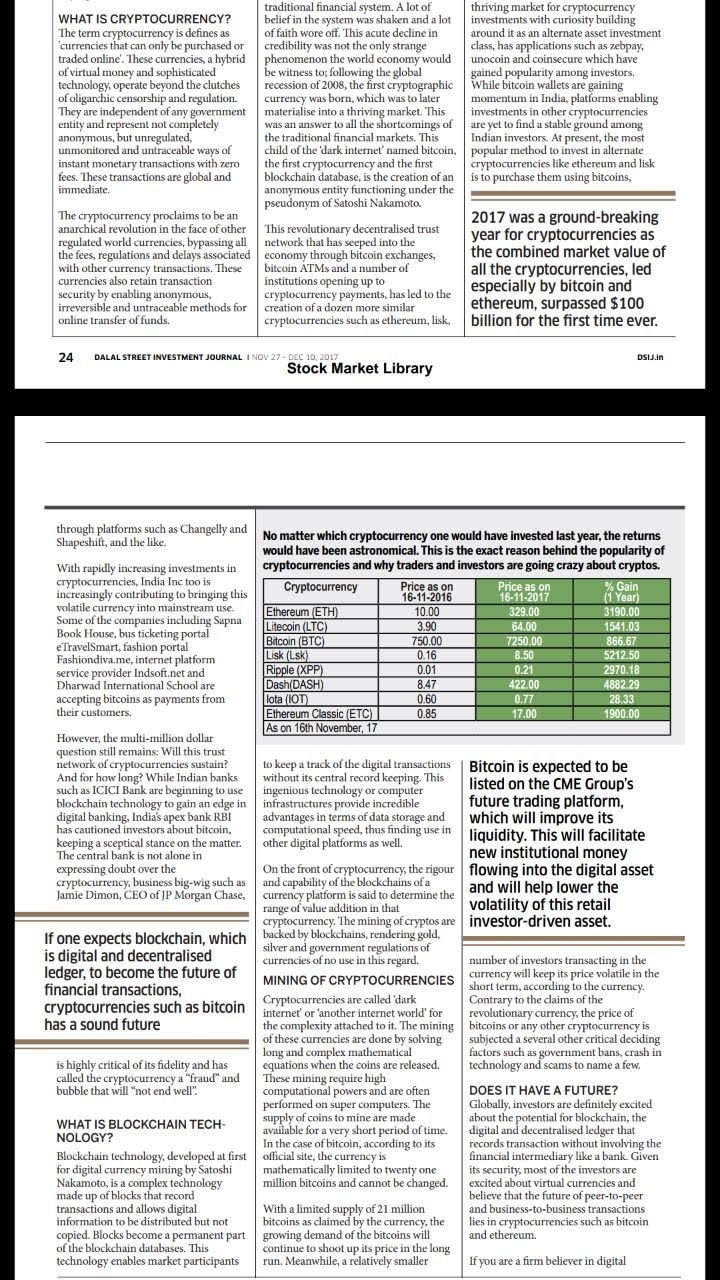 WHAT IS CRYPTOCURRENCY?
The term cryptocurrency is defines as
'currencies that can only be purchased or
traded online'. These currencies, a hybrid
of virtual money and sophisticated
technology, operate beyond the clutches
of oligarchic censorship and regulation.
They are independent of any government
entity and represent not completely
anonymous, but unregulated,
unmonitored and untraceable ways of
instant monetary transactions with zero
fees. These transactions are global and
immediate.
The cryptocurrency proclaims to be an
anarchical revolution in the face of other
regulated world currencies, bypassing all
the fees, regulations and delays associated
with other currency transactions. These
currencies also retain transaction
security by enabling anonymous,
irreversible and untraceable methods for
online transfer of funds.
traditional financial system. A lot of
belief in the system was shaken and a lot
of faith wore off. This acute decline in
credibility was not the only strange
phenomenon the world economy would
be witness to; following the global
recession of 2008, the first cryptographic
currency was born, which was to later
materialise into a thriving market. This
was an answer to all the shortcomings of
the traditional financial markets. This
child of the 'dark internet' named bitcoin,
the first cryptocurrency and the first
blockchain database, is the creation of an
anonymous entity functioning under the
pseudonym of Satoshi Nakamoto.
This revolutionary decentralised trust
network that has seeped into the
economy through bitcoin exchanges,
bitcoin ATMs and a number of
institutions opening up to
cryptocurrency payments, has led to the
creation of a dozen more similar
cryptocurrencies such as ethereum, lisk,
thriving market for cryptocurrency
investments with curiosity building
around it as an alternate asset investment
class, has applications such as zebpay,
unocoin and coinsecure which have
gained popularity among investors.
While bitcoin wallets are gaining
momentum in India, platforms enabling
investments in other cryptocurrencies
are yet to find a stable ground among
Indian investors. At present, the most
popular method to invest in alternate
cryptocurrencies like ethereum and lisk
is to purchase them using bitcoins,
2017 was a ground-breaking
year for cryptocurrencies as
the combined market value of
all the cryptocurrencies, led
especially by bitcoin and
ethereum, surpassed $100
billion for the first time ever.
24 DALAL STREET INVESTMENT JOURNAL I NOV 27 - DEC 10, 2017 DSIJ.in
Stock Market Library
through platforms such as Changelly and
Shapeshift, and the like.
With rapidly increasing investments in
cryptocurrencies, India Inc too is
increasingly contributing to bringing this
volatile currency into mainstream use.
Some of the companies including Sapna
Book House, bus ticketing portal
eTravelSmart, fashion portal
Fashiondiva.me, internet platform
service provider Indsoft.net and
Dharwad International School are
accepting bitcoins as payments from
their customers.
However, the multi-million dollar
question still remains: Will this trust
network of cryptocurrencies sustain?
And for how long? While Indian banks
such as ICICI Bank are beginning to use
blockchain technology to gain an edge in
digital banking, India's apex bank RBI
has cautioned investors about bitcoin,
keeping a sceptical stance on the matter.
The central bank is not alone in
expressing doubt over the
cryptocurrency, business big-wig such as
Jamie Dimon, CEO of JP Morgan Chase,
If one expects blockchain, which
is digital and decentralised
ledger, to become the future of
financial transactions,
cryptocurrencies such as bitcoin
has a sound future
is highly critical of its fidelity and has
called the cryptocurrency a "fraud" and
bubble that will "not end well".
WHAT IS BLOCKCHAIN TECH-
NOLOGY?
Blockchain technology, developed at first
for digital currency mining by Satoshi
Nakamoto, is a complex technology
made up of blocks that record
transactions and allows digital
information to be distributed but not
copied. Blocks become a permanent part
of the blockchain databases. This
technology enables market participants
No matter which cryptocurrency one would have invested last year, the returns
would have been astronomical. This is the exact reason behind the popularity of
cryptocurrencies and why traders and investors are going crazy about cryptos.
Cryptocurrency Price as on 16-11-2016 Price as on 16-11-2017 % Gain (1 Year)
Ethereum (ETH) 10.00 329.00 3190.00
Litecoin (LTC) 3.90 64.00 1541.03
Bitcoin (BTC) 750.00 7250.00 866.67
Lisk (Lsk) 0.16 8.50 5212.50
Ripple (XPP) 0.01 0.21 2970.18
Dash(DASH) 8.47 422.00 4882.29
Iota (IOT) 0.60 0.77 28.33
Ethereum Classic (ETC) 0.85 17.00 1900.00
As on 16th November, 17
to keep a track of the digital transactions
without its central record keeping. This
ingenious technology or computer
infrastructures provide incredible
advantages in terms of data storage and
computational speed, thus finding use in
other digital platforms as well.
On the front of cryptocurrency, the rigour
and capability of the blockchains of a
currency platform is said to determine the
range of value addition in that
cryptocurrency. The mining of cryptos are
backed by blockchains, rendering gold,
silver and government regulations of
currencies of no use in this regard.
MINING OF CRYPTOCURRENCIES
Cryptocurrencies are called 'dark
internet' or 'another internet world' for
the complexity attached to it. The mining
of these currencies are done by solving
long and complex mathematical
equations when the coins are released.
These mining require high
computational powers and are often
performed on super computers. The
supply of coins to mine are made
available for a very short period of time.
In the case of bitcoin, according to its
official site, the currency is
mathematically limited to twenty one
million bitcoins and cannot be changed.
With a limited supply of 21 million
bitcoins as claimed by the currency, the
growing demand of the bitcoins will
continue to shoot up its price in the long
run. Meanwhile, a relatively smaller
Bitcoin is expected to be
listed on the CME Group's
future trading platform,
which will improve its
liquidity. This will facilitate
new institutional money
flowing into the digital asset
and will help lower the
volatility of this retail
investor-driven asset.
number of investors transacting in the
currency will keep its price volatile in the
short term, according to the currency.
Contrary to the claims of the
revolutionary currency, the price of
bitcoins or any other cryptocurrency is
subjected a several other critical deciding
factors such as government bans, crash in
technology and scams to name a few.
DOES IT HAVE A FUTURE?
Globally, investors are definitely excited
about the potential for blockchain, the
digital and decentralised ledger that
records transaction without involving the
financial intermediary like a bank. Given
its security, most of the investors are
excited about virtual currencies and
believe that the future of peer-to-peer
and business-to-business transactions
lies in cryptocurrencies such as bitcoin
and ethereum.
If you are a firm believer in digital